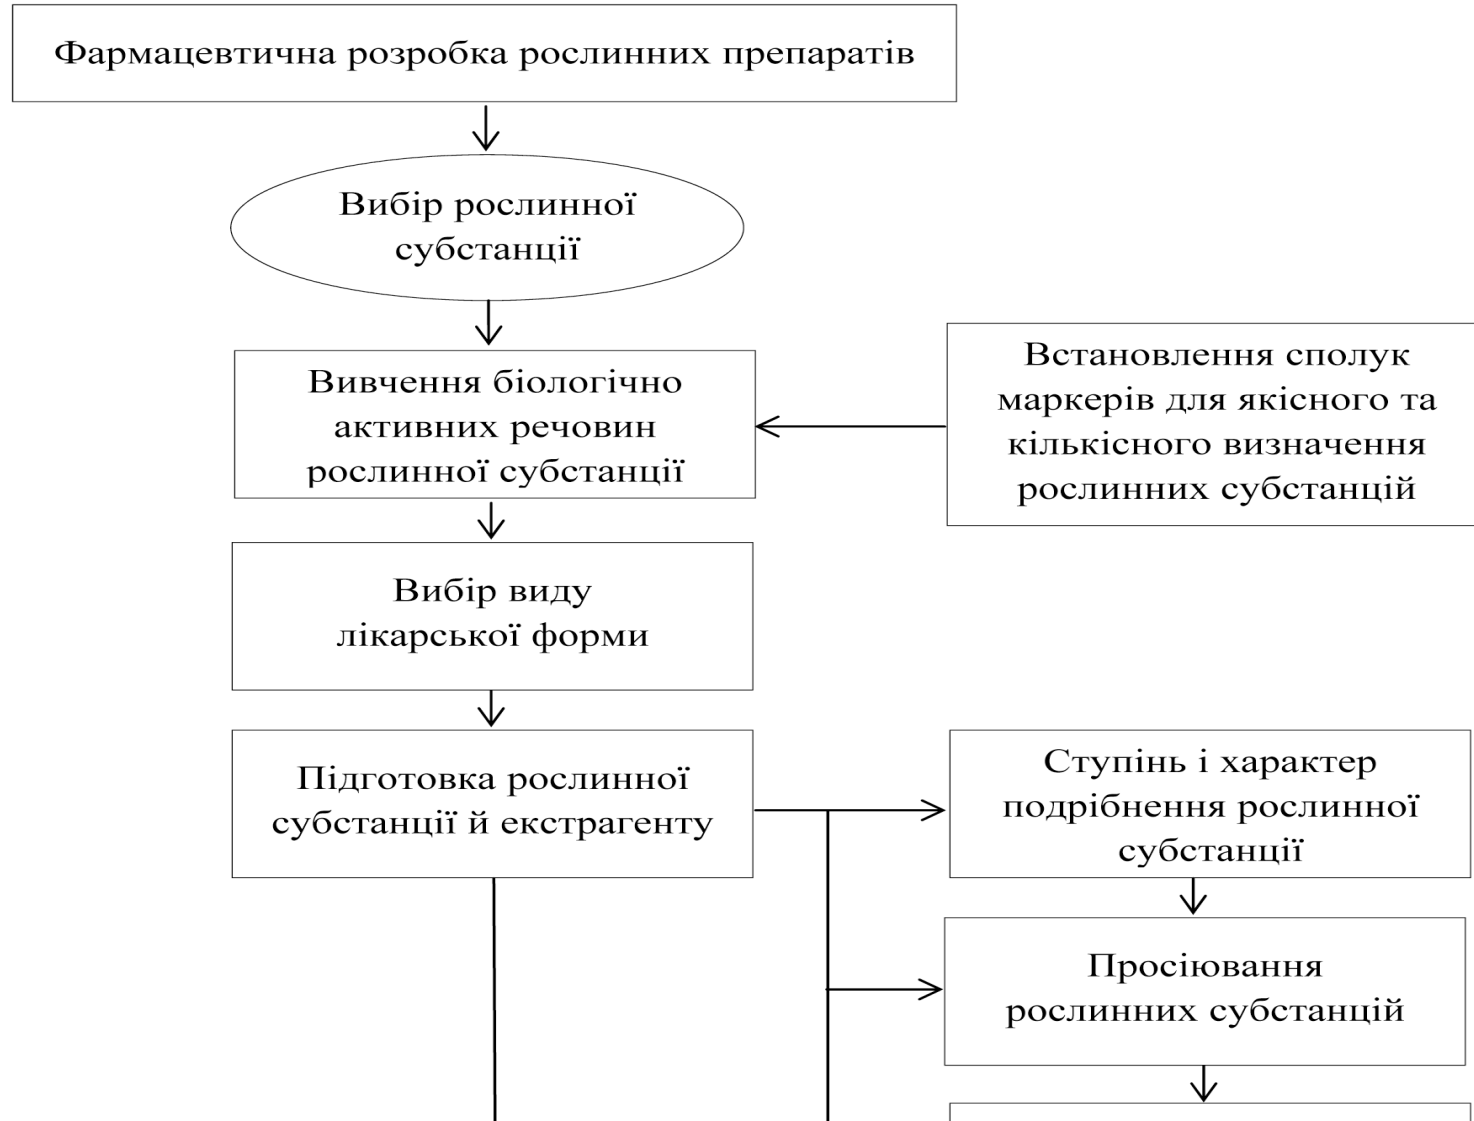 Фармацевтична розробка рослинних препаратів
Вибір рослинної
субстанції
Вивчення біологічно
активних речовин
рослинної субстанції
Встановлення сполук
маркерів для якісного та
кількісного визначення
рослинних субстанцій
Вибір виду
лікарської форми
Підготовка рослинної
субстанції й екстрагенту
Ступінь і характер
подрібнення рослинної
субстанції
Просіювання
рослинних субстанцій